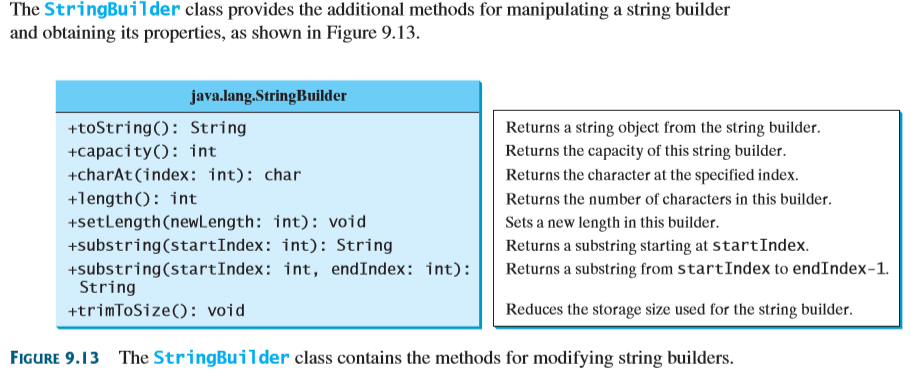 The StringBuilder class provides the additional methods for manipulating a string builder
and obtaining its properties, as shown in Figure 9.13.
java.lang.StringBuilder
+toString(): String
+capacity(): int
+charAt(index: int): char
+length(): int
+setLength(newLength: int): void
+substring(startIndex: int): String
+substring(startIndex: int, endIndex: int):
String
+trimToSize(): void
Returns a string object from the string builder.
Returns the capacity of this string builder.
Returns the character at the specified index.
Returns the number of characters in this builder.
Sets a new length in this builder.
Returns a substring starting at startIndex.
Returns a substring from startIndex to endIndex-1.
Reduces the storage size used for the string builder.
FIGURE 9.13 The StringBuilder class contains the methods for modifying string builders.